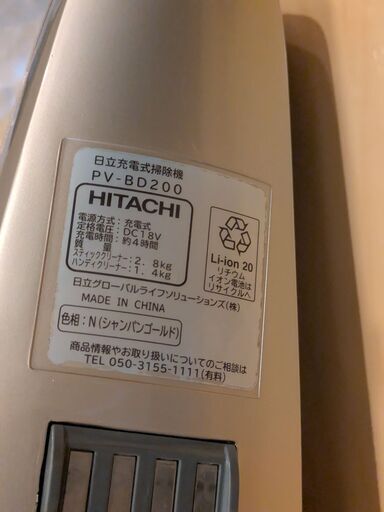 日立充電式掃除機
PV-BD200
HITACHI
電源方式：充電式
定格電圧：DC18V
充電時間：約4時間
質量
スティッククリーナー：2.8kg
ハンディクリーナー：1.4kg
Li-ion 20
リチウム
イオン電池は
リサイクルへ
日立グローバルライフソリューションズ(株)
MADE IN CHINA
色相：N(シャンパンゴールド)
商品情報やお取り扱いについてのご相談は
TEL 050-3155-1111(有料)